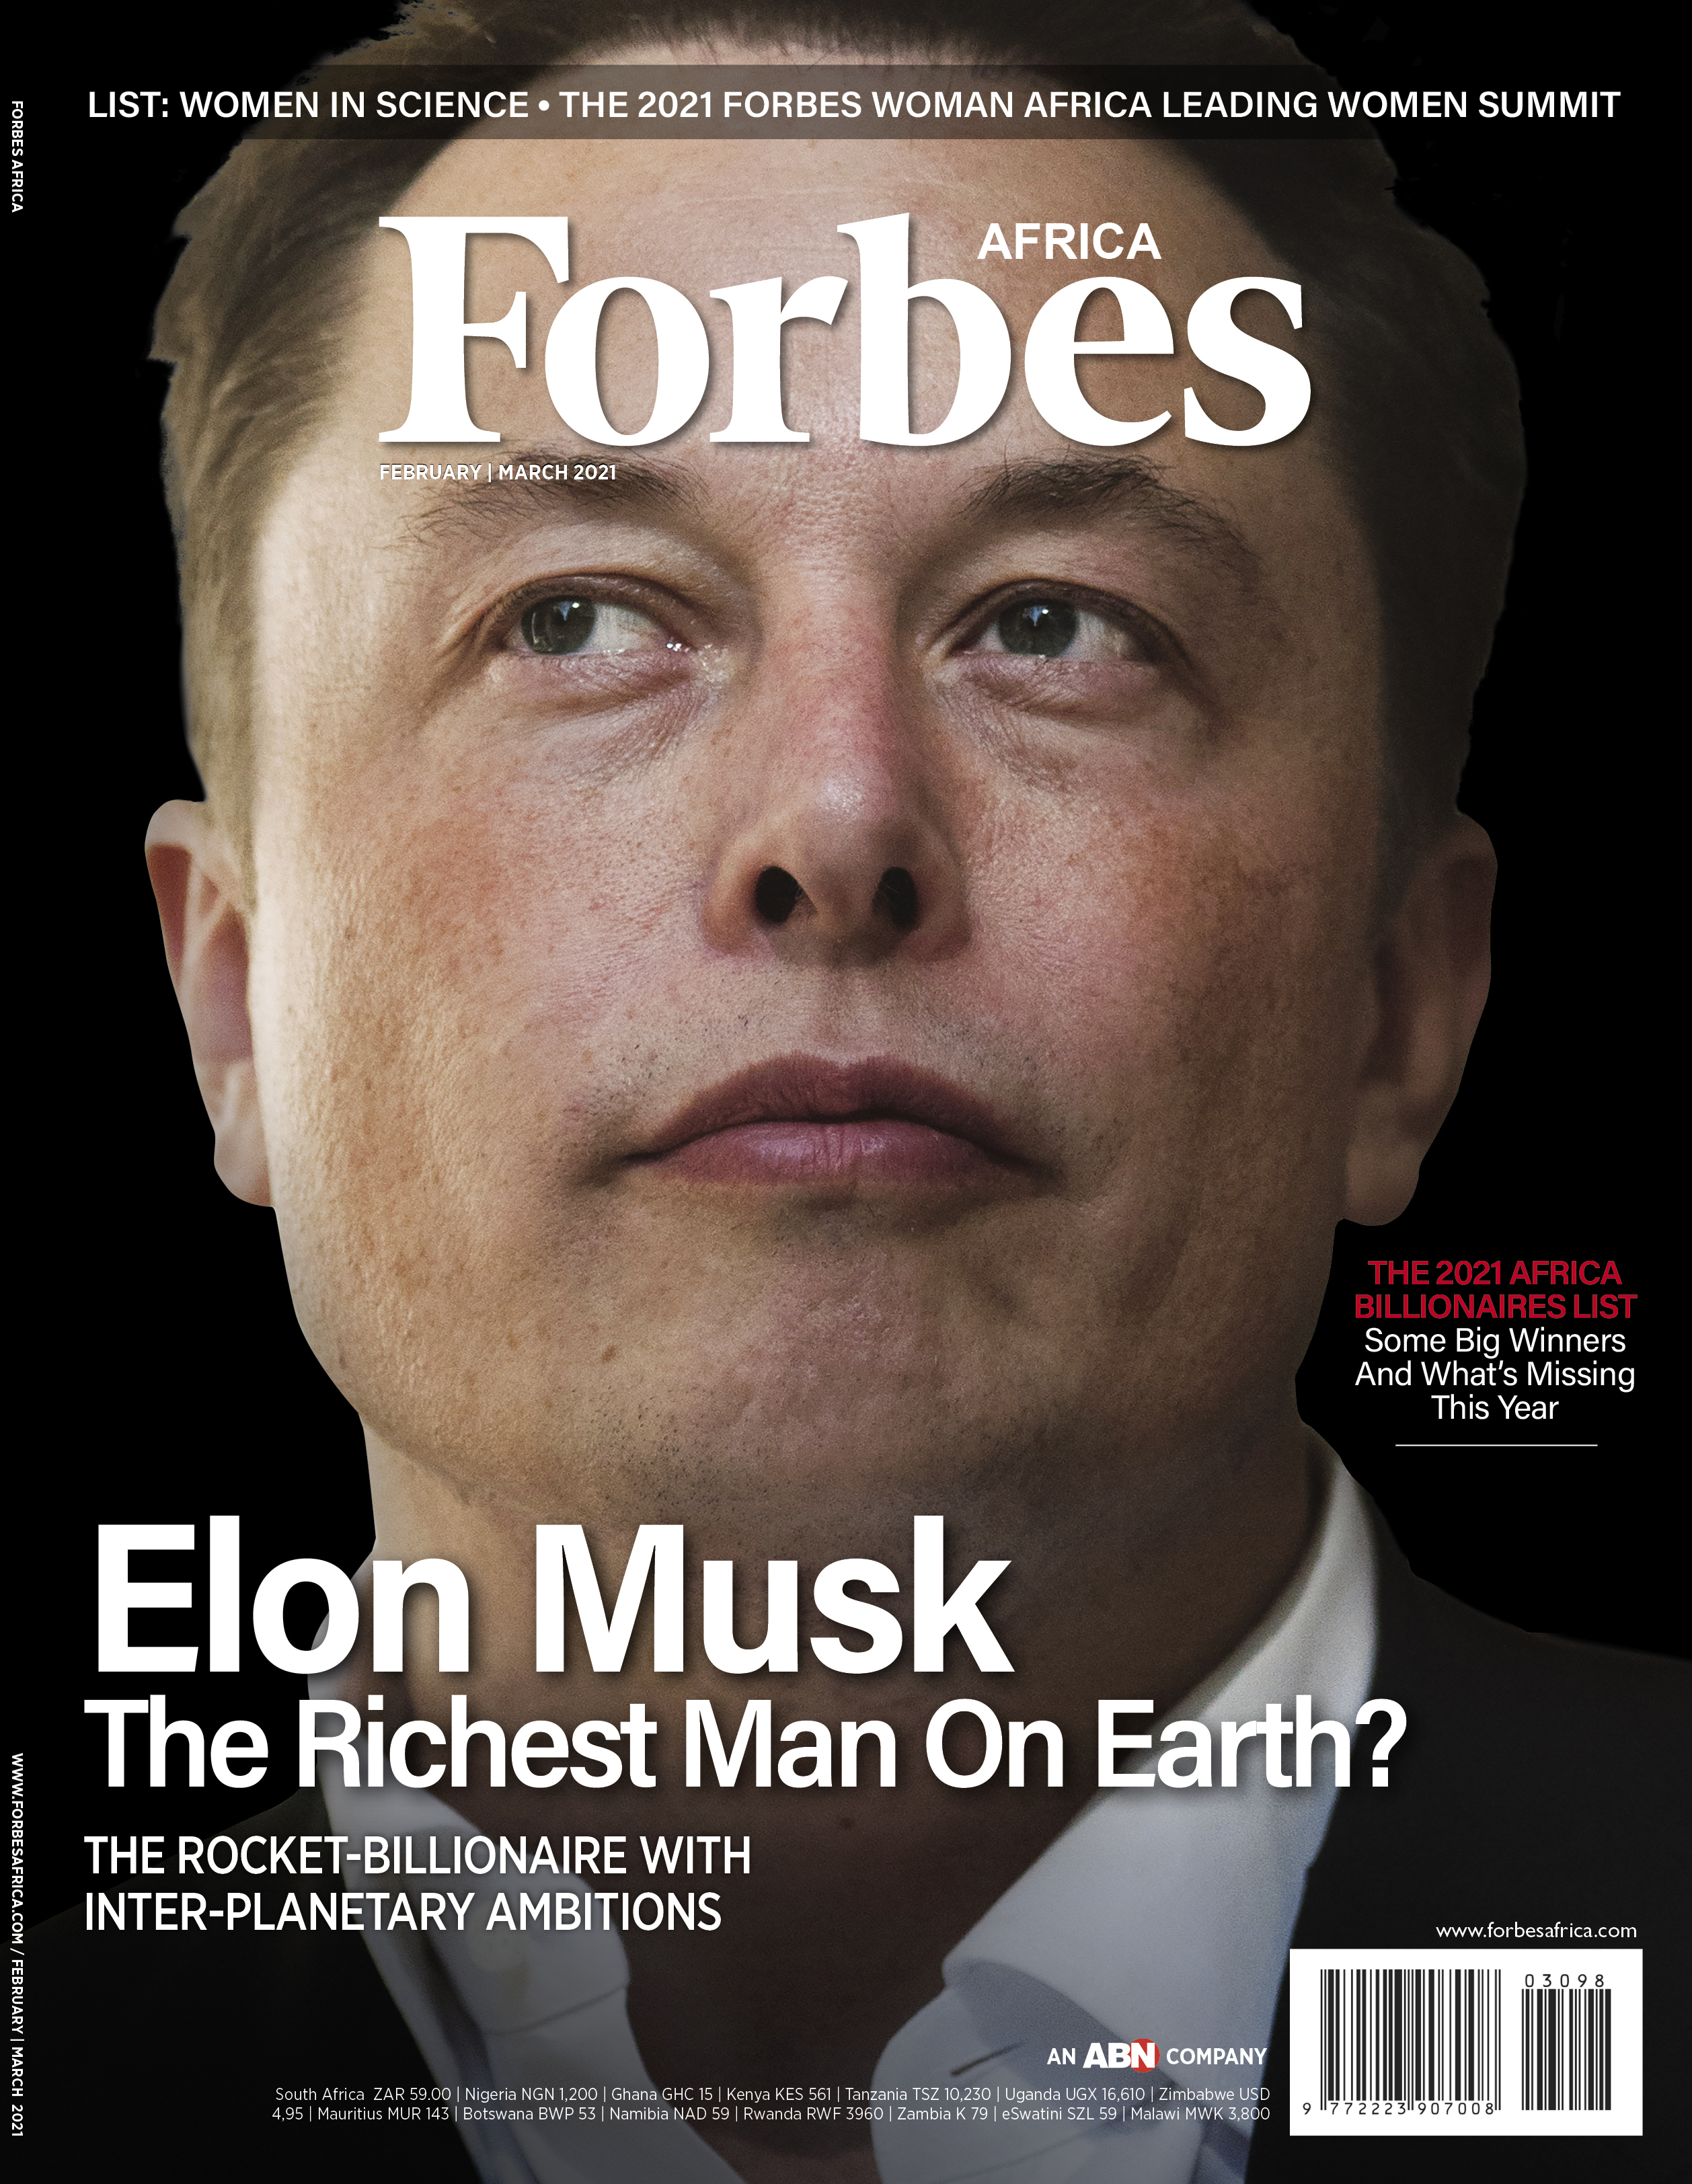 LIST: WOMEN IN SCIENCE • THE 2021 FORBES WOMAN AFRICA LEADING WOMEN SUMMIT
FORBES AFRICA
AFRICA
Forbes
FEBRUARY | MARCH 2021
THE 2021 AFRICA
BILLIONAIRES LIST
Some Big Winners
And What's Missing
This Year
Elon Musk
The Richest Man On Earth?
THE ROCKET-BILLIONAIRE WITH
INTER-PLANETARY AMBITIONS
WWW.FORBESAFRICA.COM / FEBRUARY | MARCH 2021
www.forbesafrica.com
03098
AN ABN COMPANY
South Africa ZAR 59.00 | Nigeria NGN 1,200 | Ghana GHC 15 | Kenya KES 561 | Tanzania TSZ 10,230 | Uganda UGX 16,610 | Zimbabwe USD
4,95 | Mauritius MUR 143 | Botswana BWP 53 | Namibia NAD 59 | Rwanda RWF 3960 | Zambia K 79 | eSwatini SZL 59 | Malawi MWK 3,800
9 772223 907008